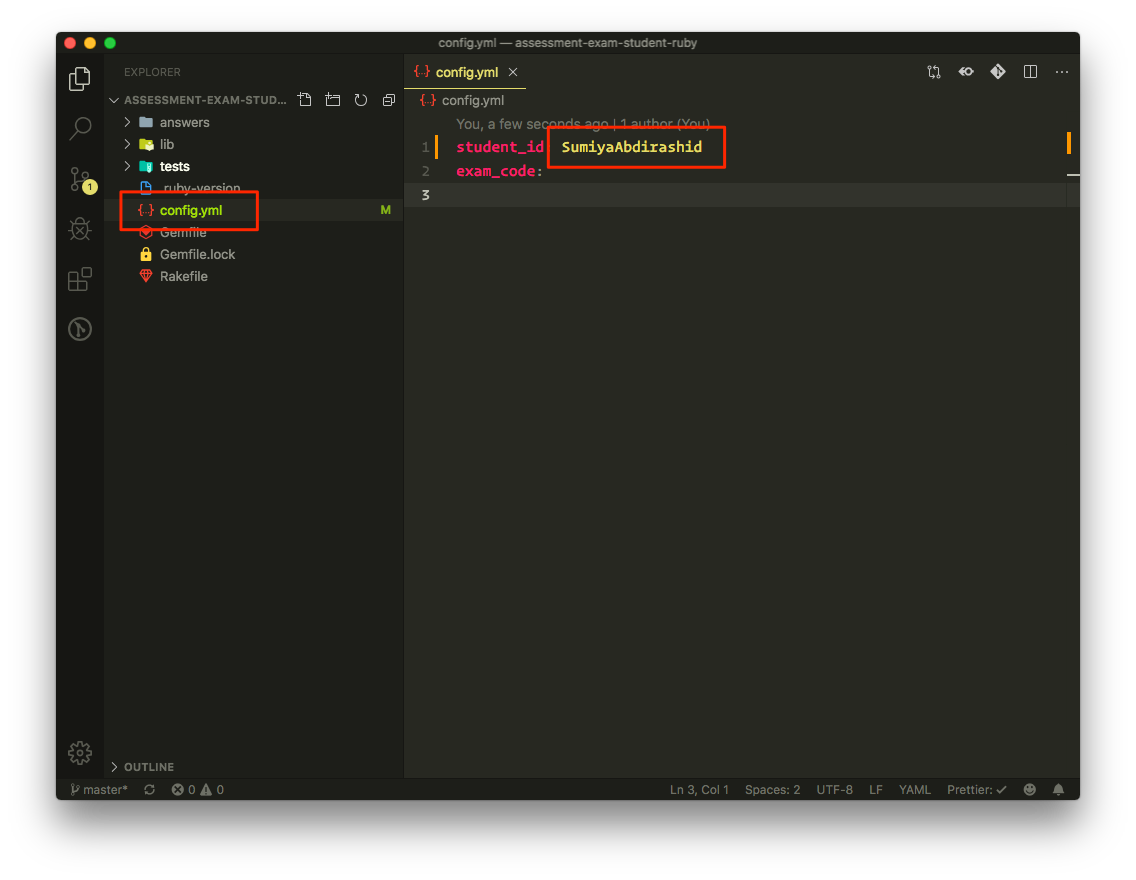 config.yml — assessment-exam-student-ruby
EXPLORER
ASSESSMENT-EXAM-STUD...
answers
lib
tests
.ruby-version
config.yml M
Gemfile
Gemfile.lock
Rakefile
OUTLINE
1
config.yml
config.yml
You, a few seconds ago | 1 author (You)
1 student_id SumiyaAbdirashid
2 exam_code:
3
master* 0 0 Ln 3, Col 1 Spaces: 2 UTF-8 LF YAML Prettier: ✓